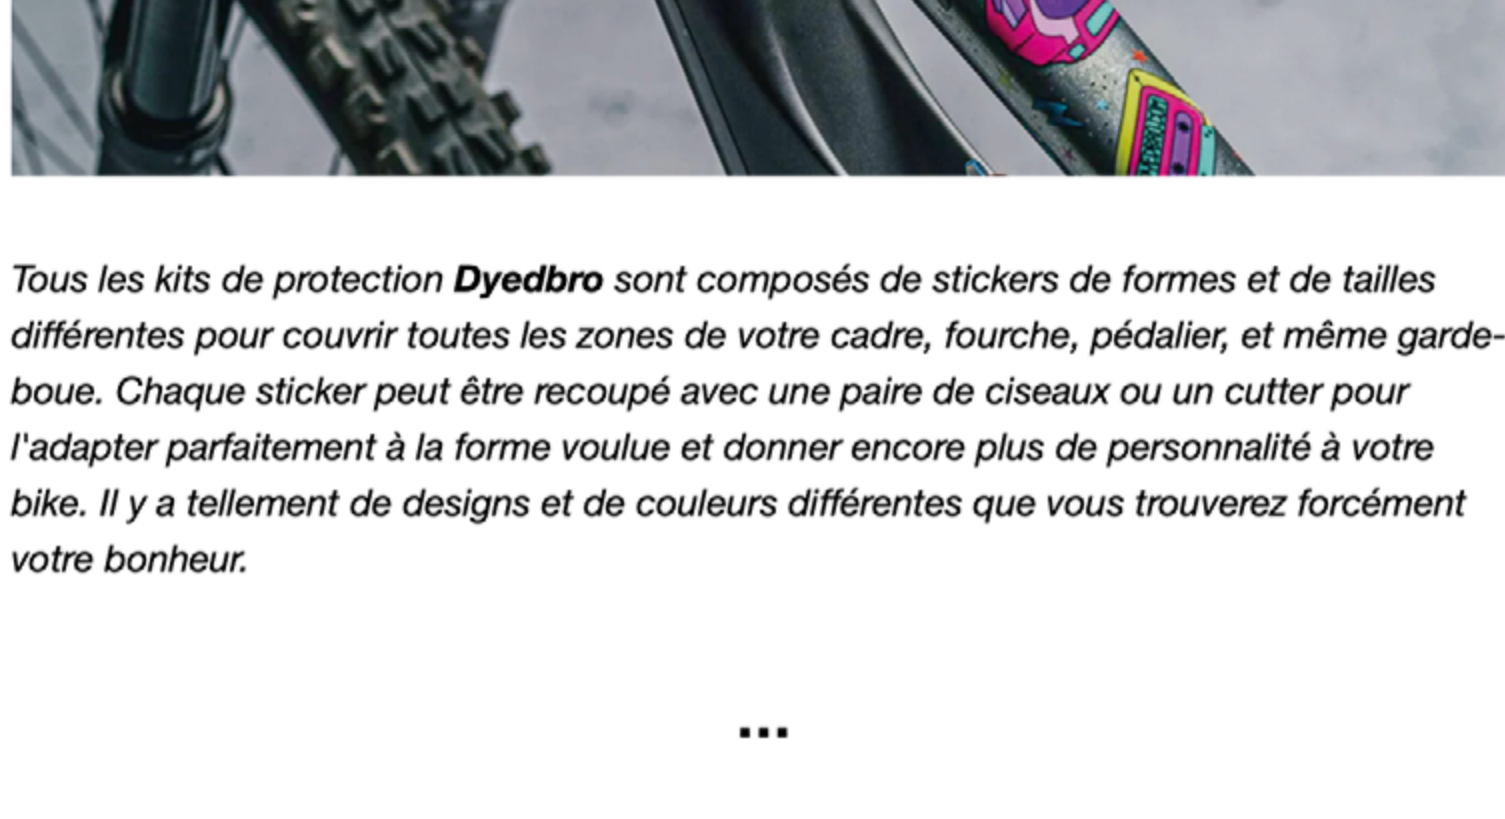 Tous les kits de protection Dyedbro sont composés de stickers de formes et de tailles
différentes pour couvrir toutes les zones de votre cadre, fourche, pédalier, et même garde-
boue. Chaque sticker peut être recoupé avec une paire de ciseaux ou un cutter pour
l'adapter parfaitement à la forme voulue et donner encore plus de personnalité à votre
bike. Il y a tellement de designs et de couleurs différentes que vous trouverez forcément
votre bonheur.
...